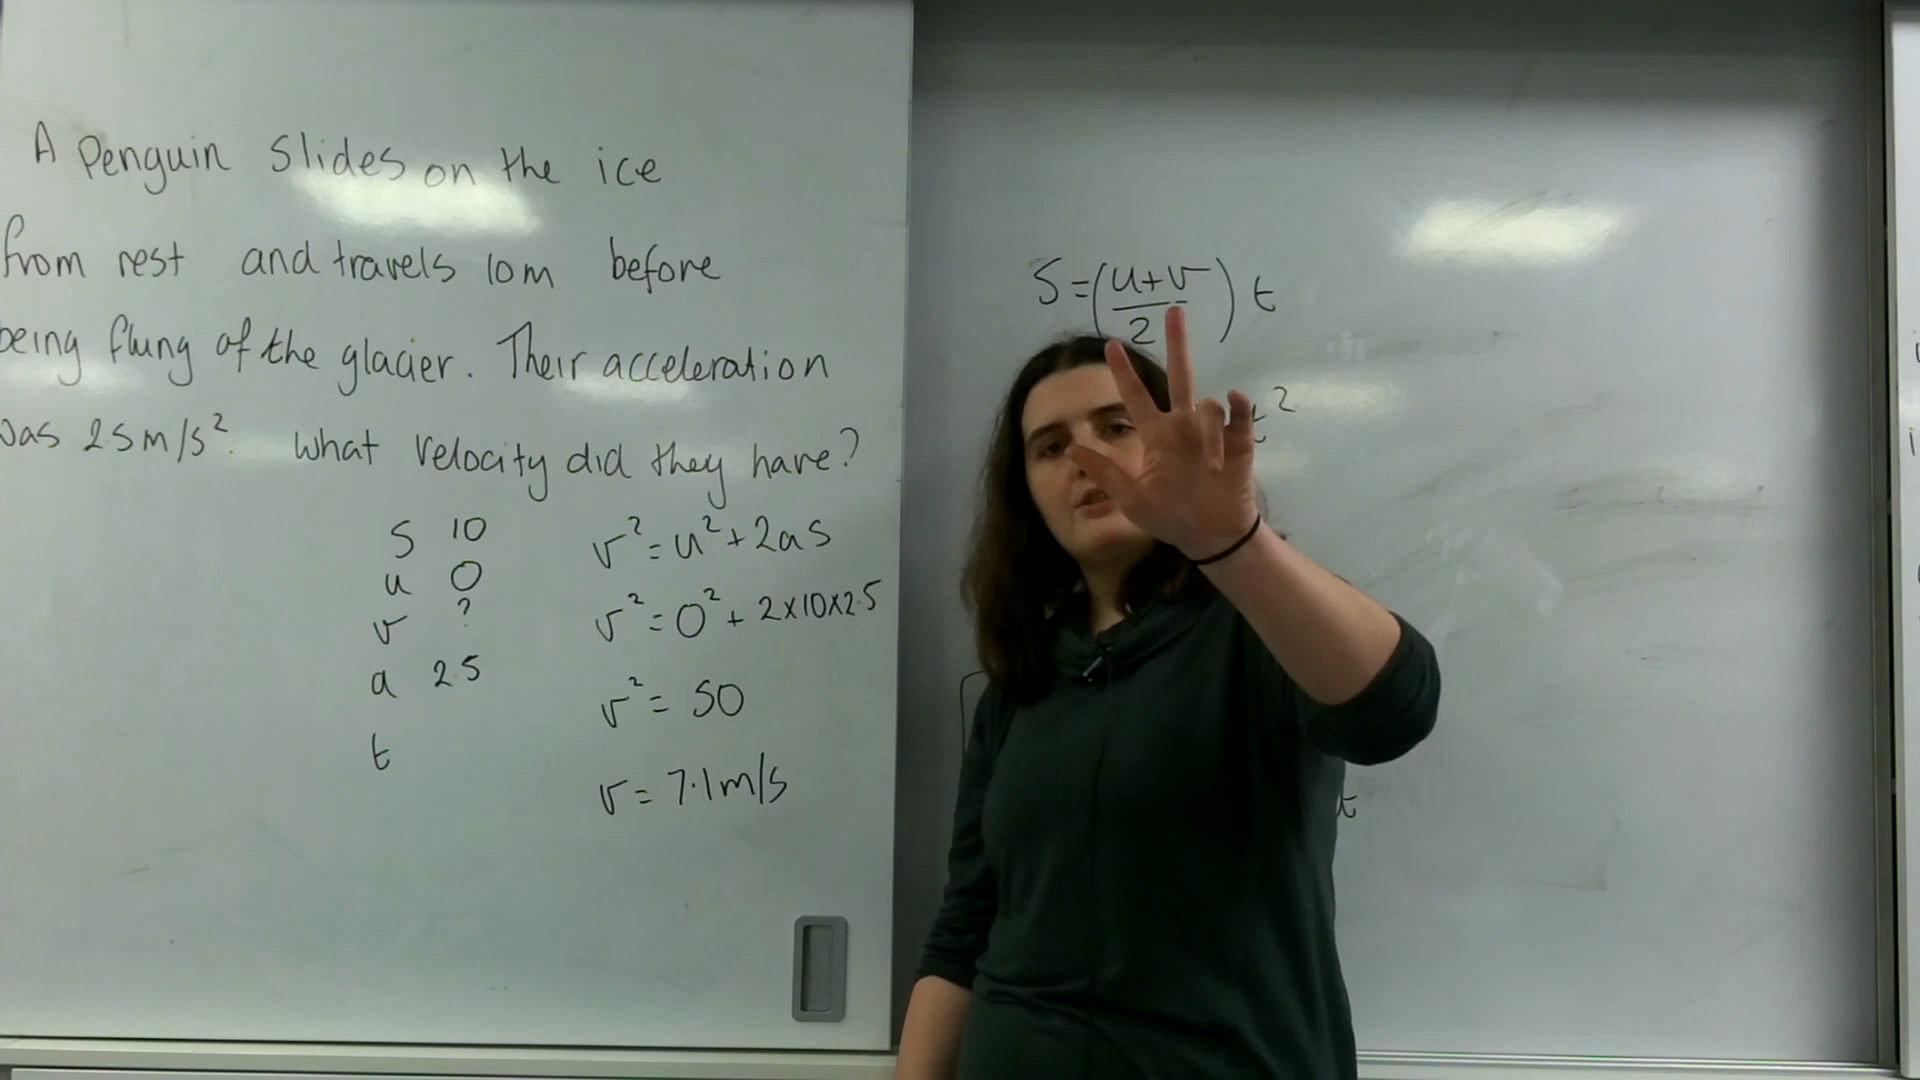 A Penguin slides on the ice
from rest and travels 10m before
being flung of the glacier. Their acceleration
was 2.5m/s². What velocity did they have?
S 10
u 0
v ?
a 2.5
t
v² = u² + 2as
v² = 0² + 2x10x2.5
v² = 50
v = 7.1m/s
S = (u+v/2) t
t²
t